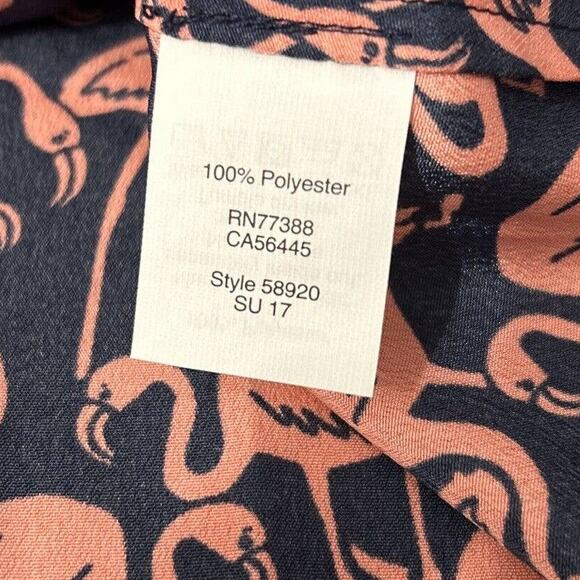 100% Polyester
RN77388
CA56445
Style 58920
SU 17